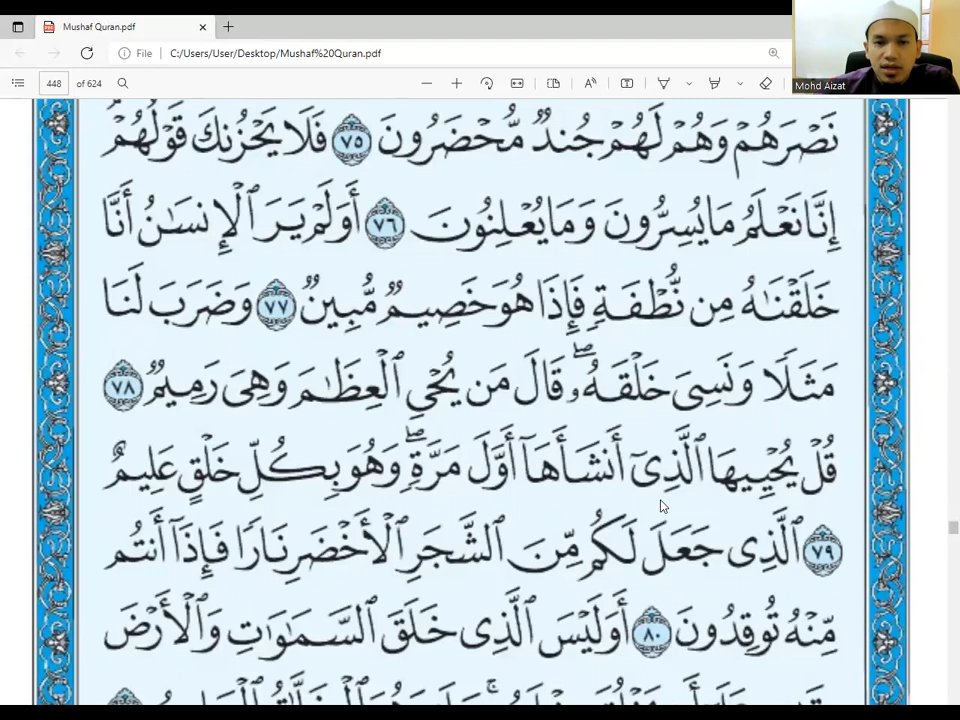 Mushaf Quran.pdf
File C:/Users/User/Desktop/Mushaf%20Quran.pdf
448 of 624
Mohd Aizat
نَصْرَهُمْ وَهُمْ لَهُمْ جُندٌ مُّحْضَرُونَ ٧٥ فَلَا يَحْزُنكَ قَوْلُهُمْ
إِنَّا نَعْلَمُ مَا يُسِرُّونَ وَمَا يُعْلِنُونَ ٧٦ أَوَلَمْ يَرَ ٱلْإِنسَٰنُ أَنَّا
خَلَقْنَٰهُ مِن نُّطْفَةٍ فَإِذَا هُوَ خَصِيمٌ مُّبِينٌ ٧٧ وَضَرَبَ لَنَا
مَثَلًا وَنَسِىَ خَلْقَهُۥ ۖ قَالَ مَن يُحْىِ ٱلْعِظَٰمَ وَهِىَ رَمِيمٌ ٧٨
قُلْ يُحْيِيهَا ٱلَّذِىٓ أَنشَأَهَآ أَوَّلَ مَرَّةٍ ۖ وَهُوَ بِكُلِّ خَلْقٍ عَلِيمٌ
٧٩ ٱلَّذِى جَعَلَ لَكُم مِّنَ ٱلشَّجَرِ ٱلْأَخْضَرِ نَارًا فَإِذَآ أَنتُم
مِّنْهُ تُوقِدُونَ ٨٠ أَوَلَيْسَ ٱلَّذِى خَلَقَ ٱلسَّمَٰوَٰتِ وَٱلْأَرْضَ